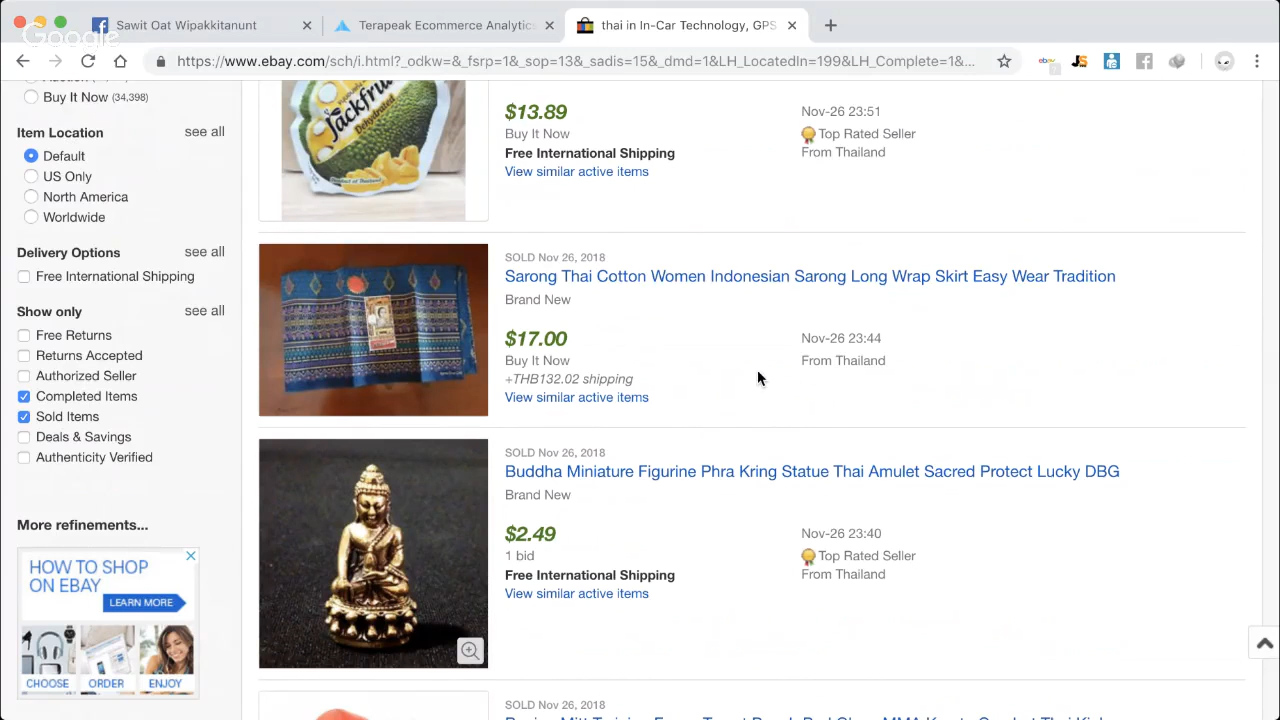 Sawit Oat Wipakkitanunt
Terapeak Ecommerce Analytic
thai in In-Car Technology, GPS
Google
https://www.ebay.com/sch/i.html?_dkw=&_fsrp=1&_sop=13&_sadis=15&_dmd=1&LH_LocatedIn=199&LH_Complete=1&...
Buy It Now (34,398)
Item Location see all
Default
US Only
North America
Worldwide
Delivery Options see all
Free International Shipping
Show only see all
Free Returns
Returns Accepted
Authorized Seller
Completed Items
Sold Items
Deals & Savings
Authenticity Verified
More refinements...
HOW TO SHOP
ON EBAY
LEARN MORE
CHOOSE ORDER ENJOY
Jackfruit
Dehydrated
Product of Thailand
$13.89 Nov-26 23:51
Buy It Now Top Rated Seller
Free International Shipping From Thailand
View similar active items
SOLD Nov 26, 2018
Sarong Thai Cotton Women Indonesian Sarong Long Wrap Skirt Easy Wear Tradition
Brand New
$17.00 Nov-26 23:44
Buy It Now From Thailand
+THB132.02 shipping
View similar active items
SOLD Nov 26, 2018
Buddha Miniature Figurine Phra Kring Statue Thai Amulet Sacred Protect Lucky DBG
Brand New
$2.49 Nov-26 23:40
1 bid Top Rated Seller
Free International Shipping From Thailand
View similar active items
SOLD Nov 26, 2018